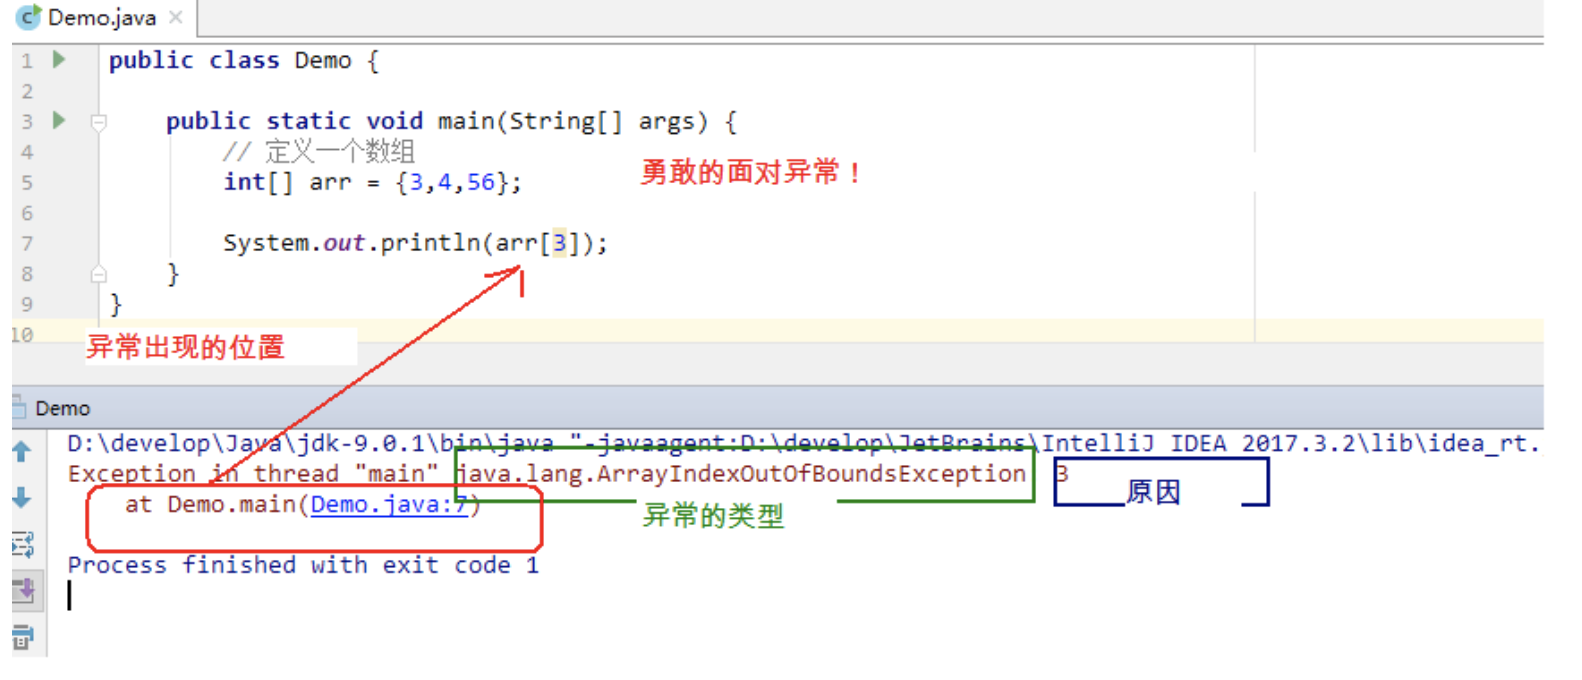 Demo.java
1 public class Demo {
2
3 public static void main(String[] args) {
4 // 定义一个数组
5 int[] arr = {3,4,56};
勇敢的面对异常！
6
7 System.out.println(arr[3]);
8 }
9 }
10
异常出现的位置
Demo
D:\develop\Java\jdk-9.0.1\bin\java "-javaagent:D:\develop\JetBrains\IntelliJ IDEA 2017.3.2\lib\idea_rt.
Exception in thread "main" java.lang.ArrayIndexOutOfBoundsException 3
原因
at Demo.main(Demo.java:7)
异常的类型
Process finished with exit code 1